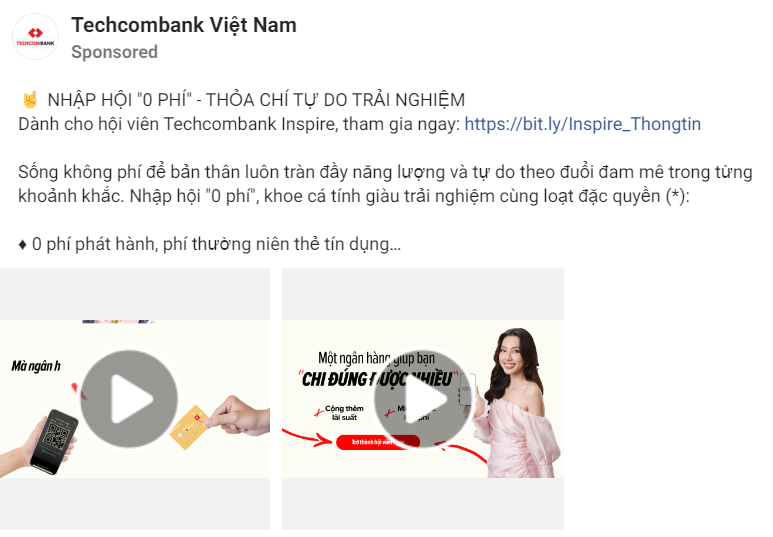 Techcombank Việt Nam
TECHCOMBANK
Sponsored
🤘 NHẬP HỘI "0 PHÍ" - THỎA CHÍ TỰ DO TRẢI NGHIỆM
Dành cho hội viên Techcombank Inspire, tham gia ngay: https://bit.ly/Inspire_Thongtin
Sống không phí để bản thân luôn tràn đầy năng lượng và tự do theo đuổi đam mê trong từng
khoảnh khắc. Nhập hội "0 phí", khoe cá tính giàu trải nghiệm cùng loạt đặc quyền (*):
♦ 0 phí phát hành, phí thường niên thẻ tín dụng...
Mà ngân h
Một ngân hàng giúp bạn
"CHI ĐÚNG ĐƯỢC NHIỀU"
Cộng thêm
lãi suất
phí
Trở thành hội viên